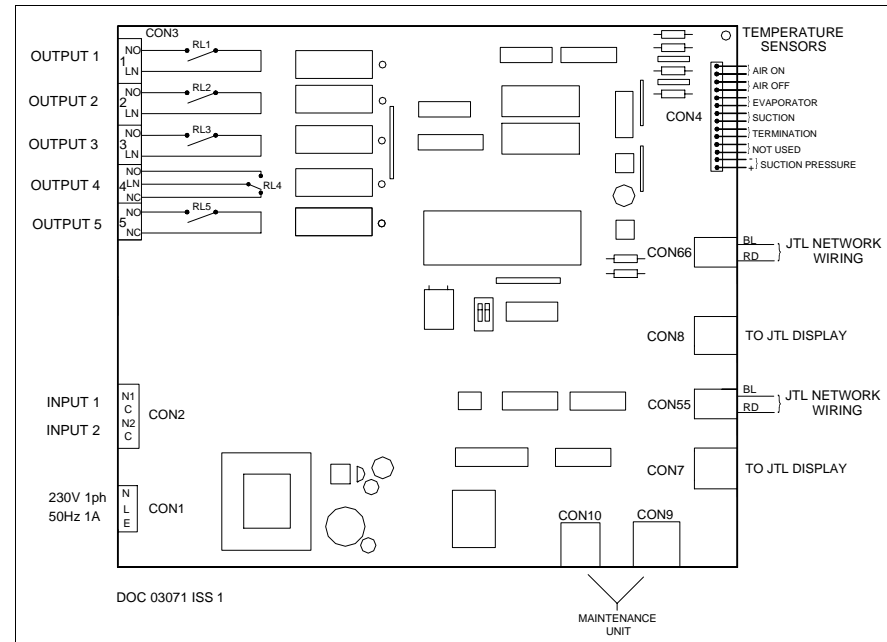 CON3
OUTPUT 1
NO
RL1
1
LN
OUTPUT 2
NO
RL2
2
LN
OUTPUT 3
NO
RL3
3
LN
OUTPUT 4
NO
4
LN
RL4
NC
OUTPUT 5
NO
RL5
5
NC
TEMPERATURE
SENSORS
CON4
AIR ON
AIR OFF
EVAPORATOR
SUCTION
TERMINATION
NOT USED
- + SUCTION PRESSURE
CON66
BL
RD
JTL NETWORK
WIRING
CON8
TO JTL DISPLAY
CON55
BL
RD
JTL NETWORK
WIRING
CON7
TO JTL DISPLAY
INPUT 1
INPUT 2
N1
C
N2
C
CON2
230V 1ph
50Hz 1A
N
L
E
CON1
CON10
CON9
MAINTENANCE
UNIT
DOC 03071 ISS 1